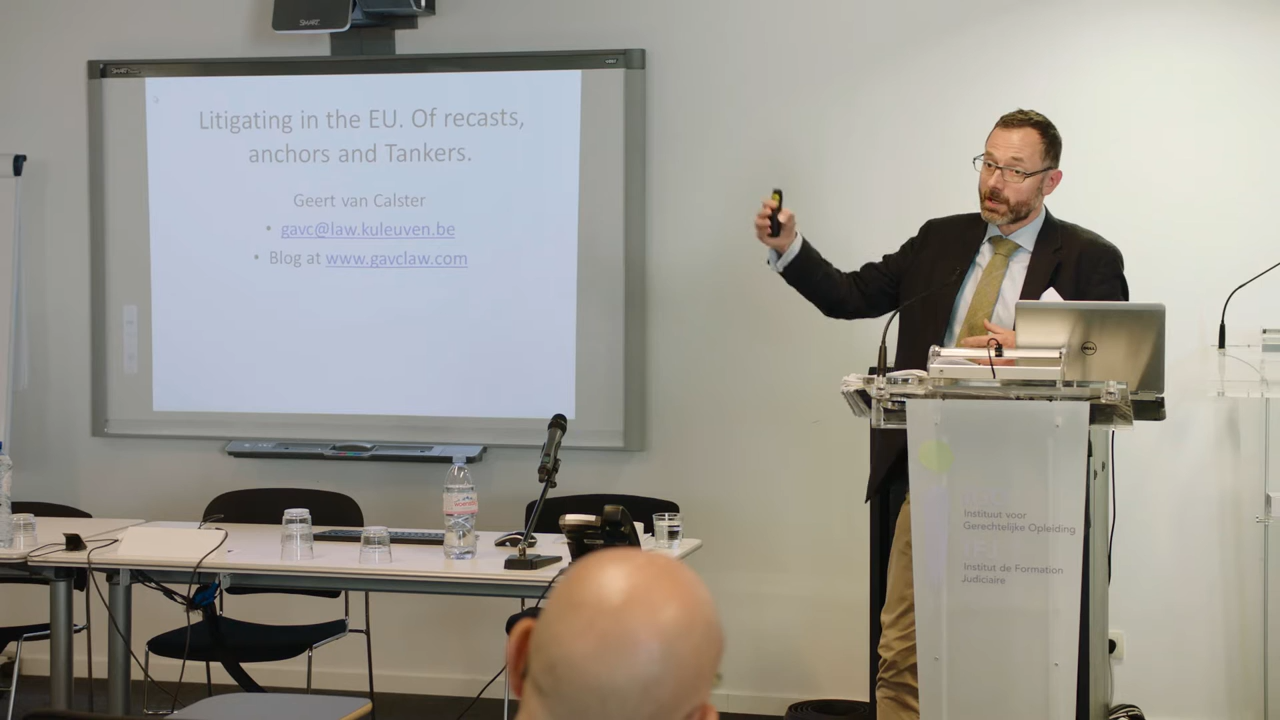 SMART
SMART
Litigating in the EU. Of recasts,
anchors and Tankers.
Geert van Calster
• gavc@law.kuleuven.be
• Blog at www.gavclaw.com
DELL
Instituut voor
Gerechtelijke Opleiding
Institut de Formation
Judiciaire